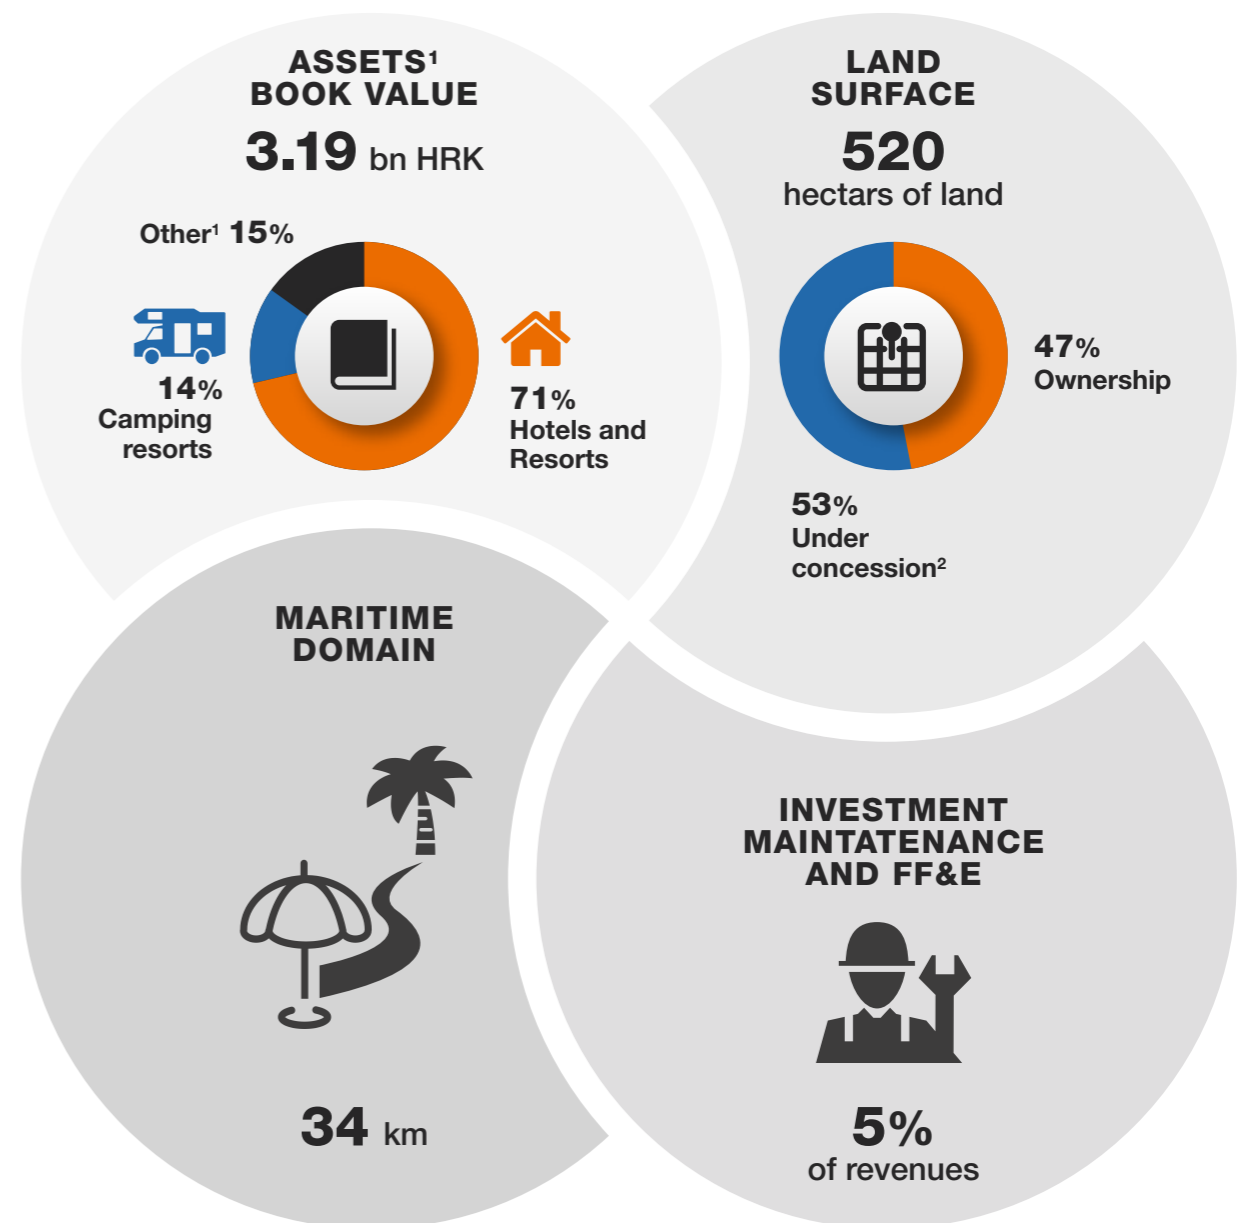 ASSETS¹
BOOK VALUE
3.19 bn HRK
Other¹ 15%
14%
Camping
resorts
71%
Hotels and
Resorts
LAND
SURFACE
520
hectars of land
47%
Ownership
53%
Under
concession²
MARITIME
DOMAIN
34 km
INVESTMENT
MAINTATENANCE
AND FF&E
5%
of revenues